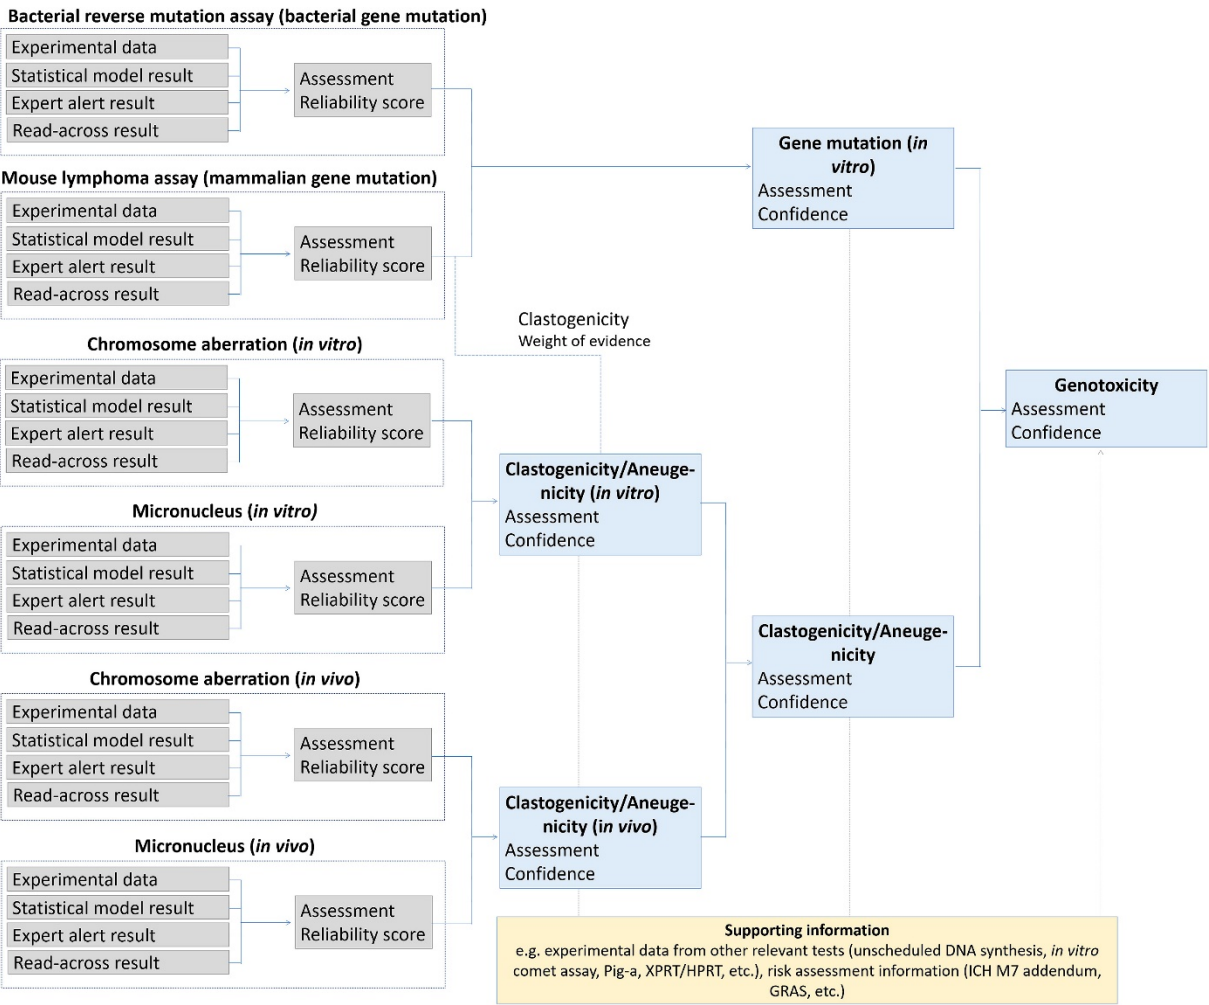 Bacterial reverse mutation assay (bacterial gene mutation)
Experimental data
Statistical model result
Expert alert result
Read-across result
Assessment
Reliability score
Mouse lymphoma assay (mammalian gene mutation)
Experimental data
Statistical model result
Expert alert result
Read-across result
Assessment
Reliability score
Chromosome aberration (in vitro)
Experimental data
Statistical model result
Expert alert result
Read-across result
Assessment
Reliability score
Micronucleus (in vitro)
Experimental data
Statistical model result
Expert alert result
Read-across result
Assessment
Reliability score
Chromosome aberration (in vivo)
Experimental data
Statistical model result
Expert alert result
Read-across result
Assessment
Reliability score
Micronucleus (in vivo)
Experimental data
Statistical model result
Expert alert result
Read-across result
Assessment
Reliability score
Clastogenicity
Weight of evidence
Clastogenicity/Aneuge-
nicity (in vitro)
Assessment
Confidence
Clastogenicity/Aneuge-
nicity (in vivo)
Assessment
Confidence
Gene mutation (in
vitro)
Assessment
Confidence
Clastogenicity/Aneuge-
nicity
Assessment
Confidence
Genotoxicity
Assessment
Confidence
Supporting information
e.g. experimental data from other relevant tests (unscheduled DNA synthesis, in vitro
comet assay, Pig-a, XPRT/HPRT, etc.), risk assessment information (ICH M7 addendum,
GRAS, etc.)